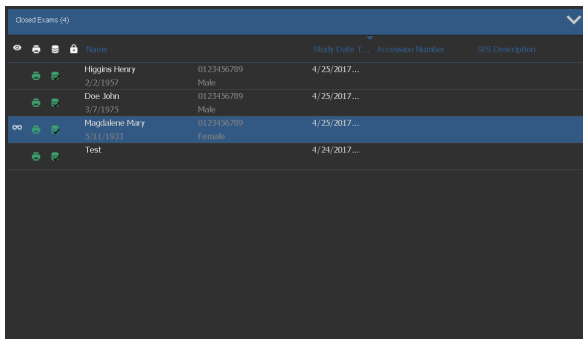 Closed Exams (4)
Name : Study Date T... Accession Number SPS Description
Higgins Henry 0123456789 4/25/2017...
2/2/1957 Male
Doe John 0123456789 4/25/2017...
3/7/1975 Male
Magdalene Mary 0123456789 4/25/2017...
5/11/1933 Female
Test 4/24/2017...